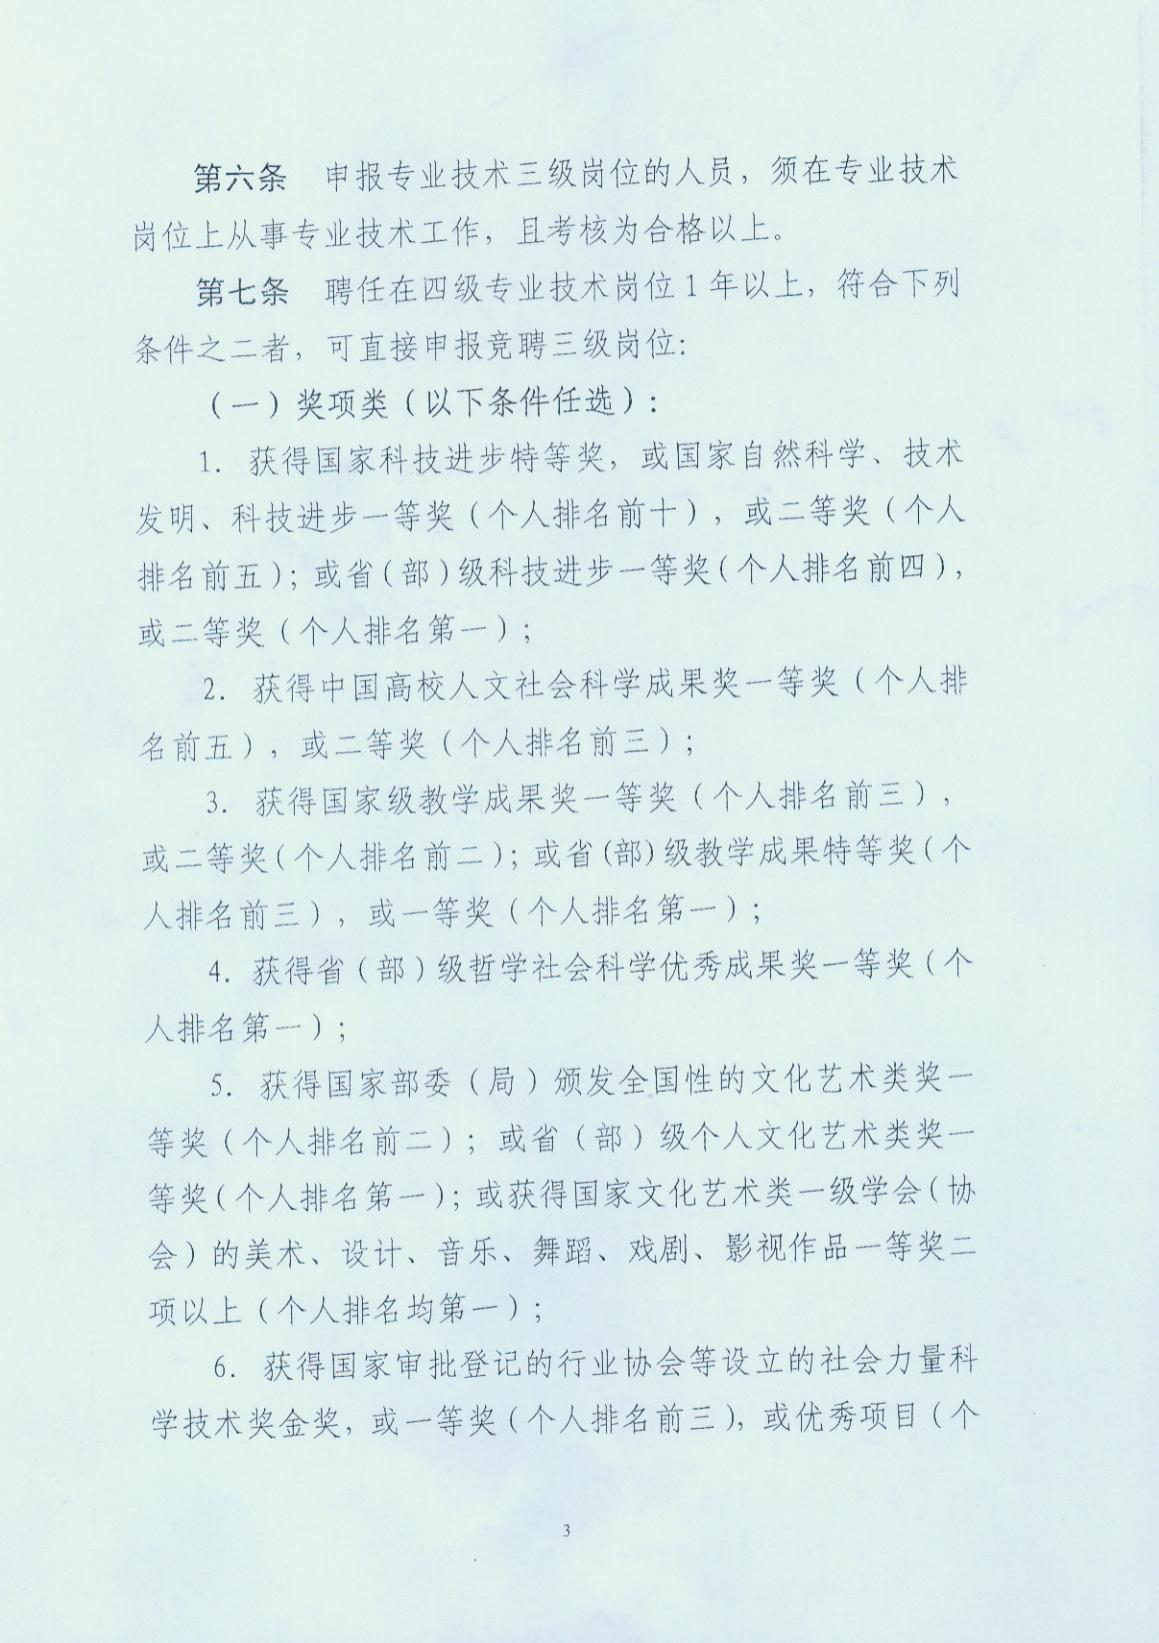 第六条　申报专业技术三级岗位的人员，须在专业技术
岗位上从事专业技术工作，且考核为合格以上。
第七条　聘任在四级专业技术岗位1年以上，符合下列
条件之二者，可直接申报竞聘三级岗位：
（一）奖项类（以下条件任选）：
1. 获得国家科技进步特等奖，或国家自然科学、技术
发明、科技进步一等奖（个人排名前十），或二等奖（个人
排名前五）；或省（部）级科技进步一等奖（个人排名前四），
或二等奖（个人排名第一）；
2. 获得中国高校人文社会科学成果奖一等奖（个人排
名前五），或二等奖（个人排名前三）；
3. 获得国家级教学成果奖一等奖（个人排名前三），
或二等奖（个人排名前二）；或省（部）级教学成果特等奖（个
人排名前三），或一等奖（个人排名第一）；
4. 获得省（部）级哲学社会科学优秀成果奖一等奖（个
人排名第一）；
5. 获得国家部委（局）颁发全国性的文化艺术类奖一
等奖（个人排名前二）；或省（部）级个人文化艺术类奖一
等奖（个人排名第一）；或获得国家文化艺术类一级学会（协
会）的美术、设计、音乐、舞蹈、戏剧、影视作品一等奖二
项以上（个人排名均第一）；
6. 获得国家审批登记的行业协会等设立的社会力量科
学技术奖金奖，或一等奖（个人排名前三），或优秀项目（个
3